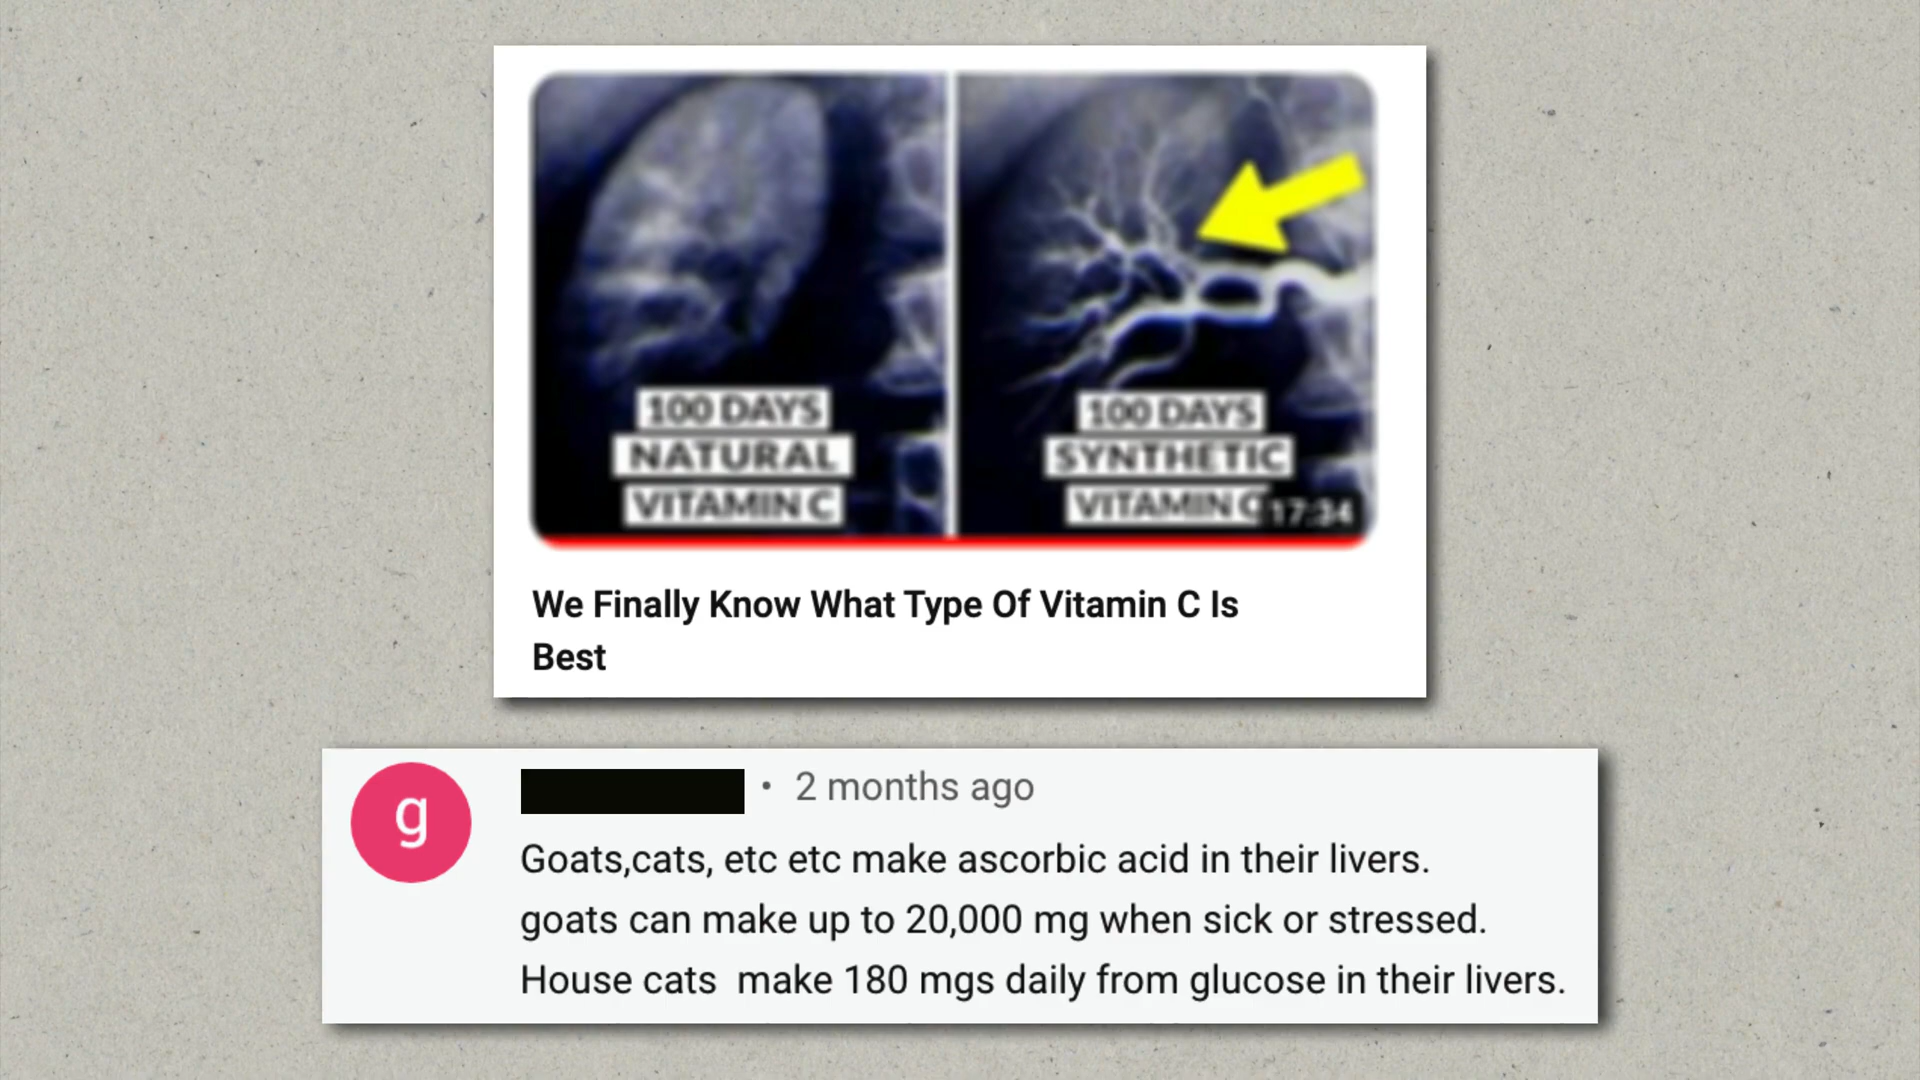 100 DAYS
NATURAL
VITAMIN C
100 DAYS
SYNTHETIC
VITAMIN C
17:34
We Finally Know What Type Of Vitamin C Is
Best
g
• 2 months ago
Goats,cats, etc etc make ascorbic acid in their livers.
goats can make up to 20,000 mg when sick or stressed.
House cats  make 180 mgs daily from glucose in their livers.